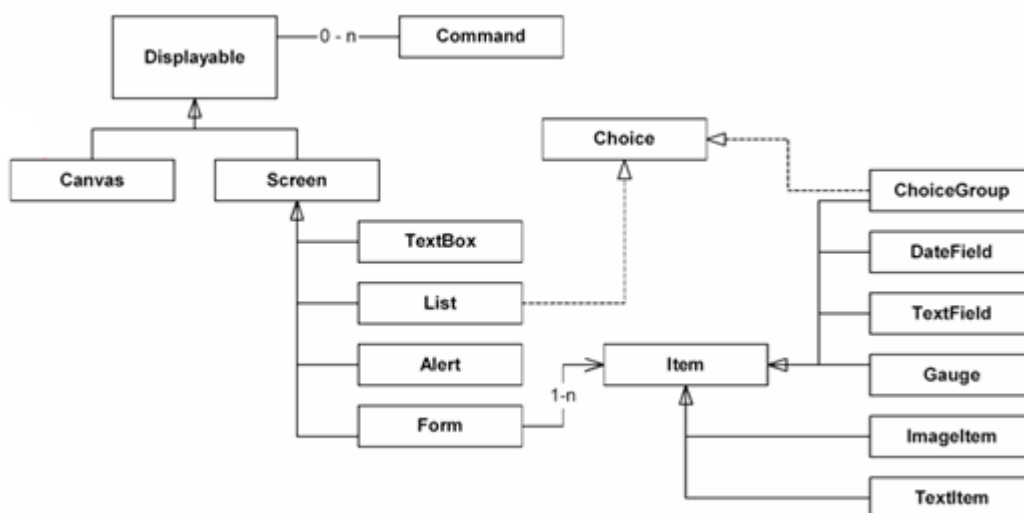 Displayable
0 - n
Command
Choice
Canvas
Screen
ChoiceGroup
TextBox
DateField
List
TextField
Alert
Item
Gauge
1-n
Form
ImageItem
TextItem